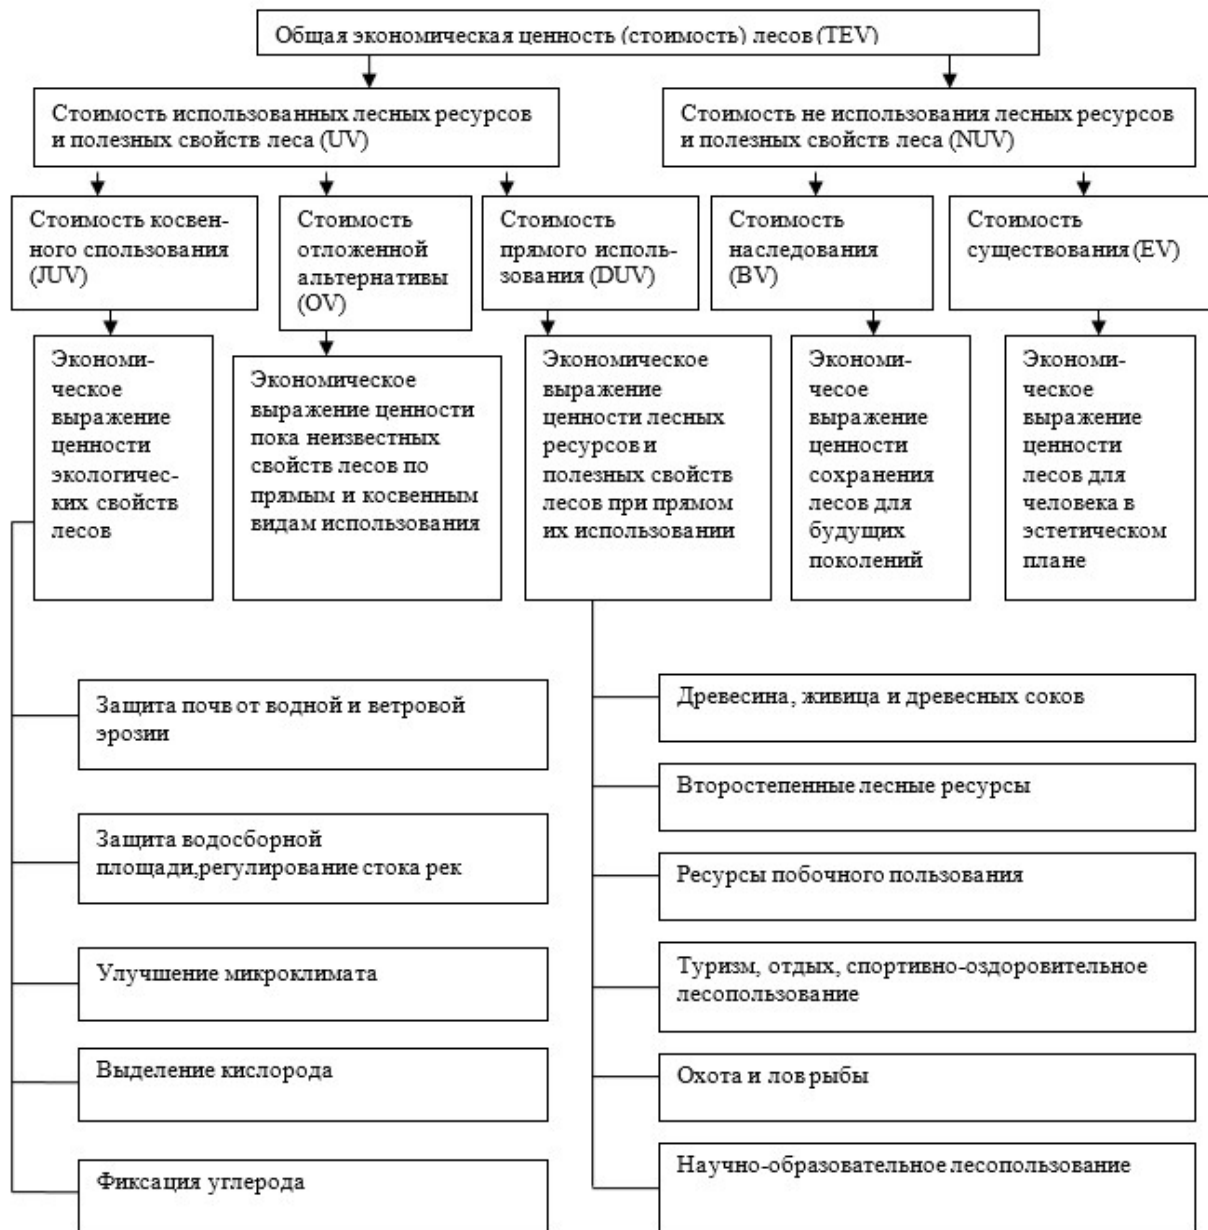 Общая экономическая ценность (стоимость) лесов (TEV)
Стоимость использованных лесных ресурсов
и полезных свойств леса (UV)
Стоимость не использования лесных ресурсов
и полезных свойств леса (NUV)
Стоимость косвен-
ного спользования
(JUV)
Стоимость
отложенной
альтернативы
(OV)
Стоимость
прямого исполь-
зования (DUV)
Стоимость
наследования
(BV)
Стоимость
существования (EV)
Экономи-
ческое
выражение
ценности
экологичес-
ких свойств
лесов
Экономическое
выражение ценности
пока неизвестных
свойств лесов по
прямым и косвенным
видам использования
Экономическое
выражение
ценности лесных
ресурсов и
полезных свойств
лесов при прямом
их использовании
Экономи-
чесое
выражение
ценности
сохранения
лесов для
будущих
поколений
Экономи-
ческое
выражение
ценности
лесов для
человека в
эстетическом
плане
Защита почв от водной и ветровой
эрозии
Защита водосборной
площади,регулирование стока рек
Улучшение микроклимата
Выделение кислорода
Фиксация углерода
Древесина, живица и древесных соков
Второстепенные лесные ресурсы
Ресурсы побочного пользования
Туризм, отдых, спортивно-оздоровительное
лесопользование
Охота и лов рыбы
Научно-образовательное лесопользование